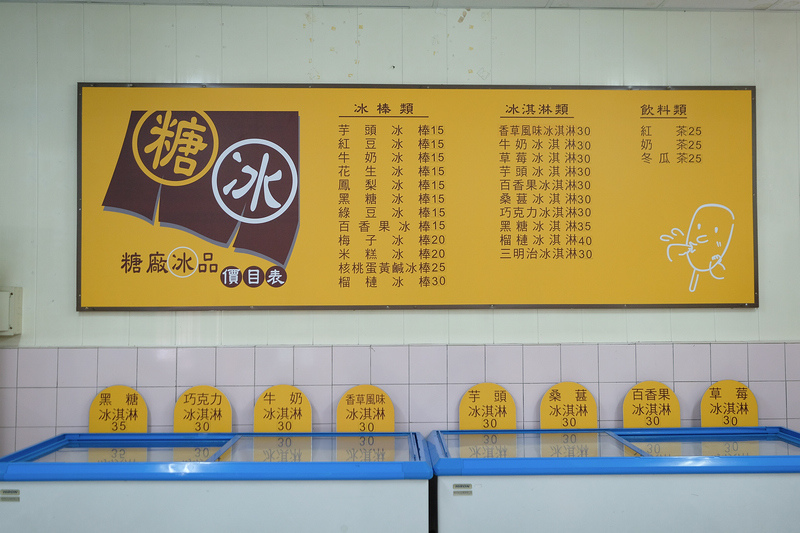 糖
冰
糖廠冰品
價目表
冰棒類
芋頭冰棒15
紅豆冰棒15
牛奶冰棒15
花生冰棒15
鳳梨冰棒15
黑糖冰棒15
綠豆冰棒15
百香果冰棒15
梅子冰棒20
米糕冰棒20
核桃蛋黃鹹冰棒25
榴槤冰棒30
冰淇淋類
香草風味冰淇淋30
牛奶冰淇淋30
草莓冰淇淋30
芋頭冰淇淋30
百香果冰淇淋30
桑葚冰淇淋30
巧克力冰淇淋30
黑糖冰淇淋35
榴槤冰淇淋40
三明治冰淇淋30
飲料類
紅茶25
奶茶25
冬瓜茶25
黑糖
冰淇淋
35
巧克力
冰淇淋
30
牛奶
冰淇淋
30
香草風味
冰淇淋
30
芋頭
冰淇淋
30
桑葚
冰淇淋
30
百香果
冰淇淋
30
草莓
冰淇淋
30